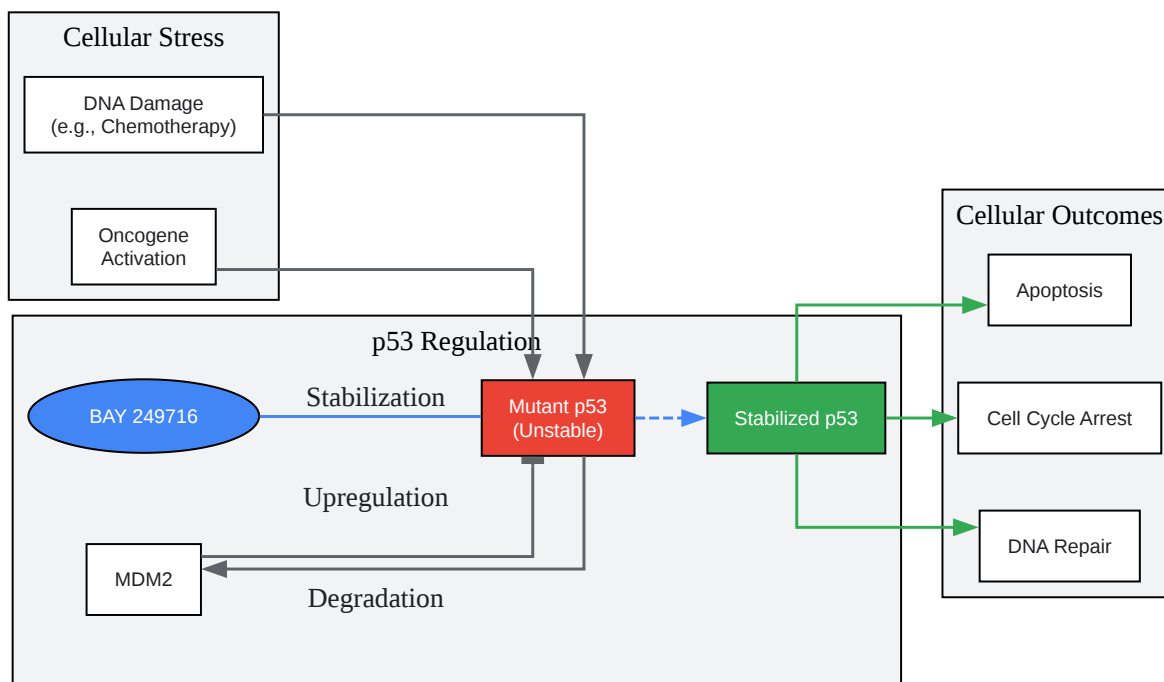 Cellular Stress
DNA Damage
(e.g., Chemotherapy)
Oncogene
Activation
p53 Regulation
BAY 249716
Stabilization
Mutant p53
(Unstable)
Stabilized p53
Upregulation
MDM2
Degradation
Cellular Outcomes
Apoptosis
Cell Cycle Arrest
DNA Repair